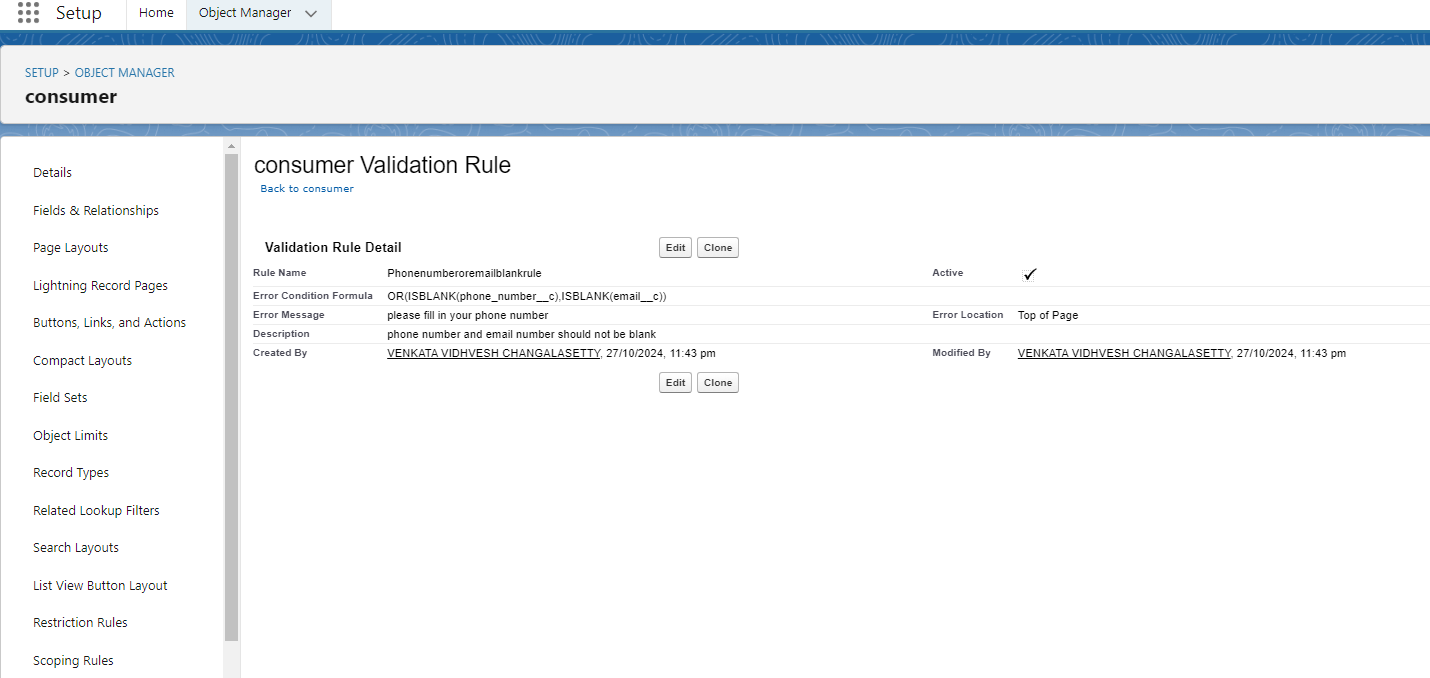 Setup Home Object Manager
SETUP > OBJECT MANAGER
consumer
Details
Fields & Relationships
Page Layouts
Lightning Record Pages
Buttons, Links, and Actions
Compact Layouts
Field Sets
Object Limits
Record Types
Related Lookup Filters
Search Layouts
List View Button Layout
Restriction Rules
Scoping Rules
consumer Validation Rule
Back to consumer
Validation Rule Detail Edit Clone
Rule Name Phonenumberoremailblankrule Active
Error Condition Formula OR(ISBLANK(phone_number__c),ISBLANK(email__c))
Error Message please fill in your phone number Error Location Top of Page
Description phone number and email number should not be blank
Created By VENKATA VIDHVESH CHANGALASETTY, 27/10/2024, 11:43 pm Modified By VENKATA VIDHVESH CHANGALASETTY, 27/10/2024, 11:43 pm
Edit Clone